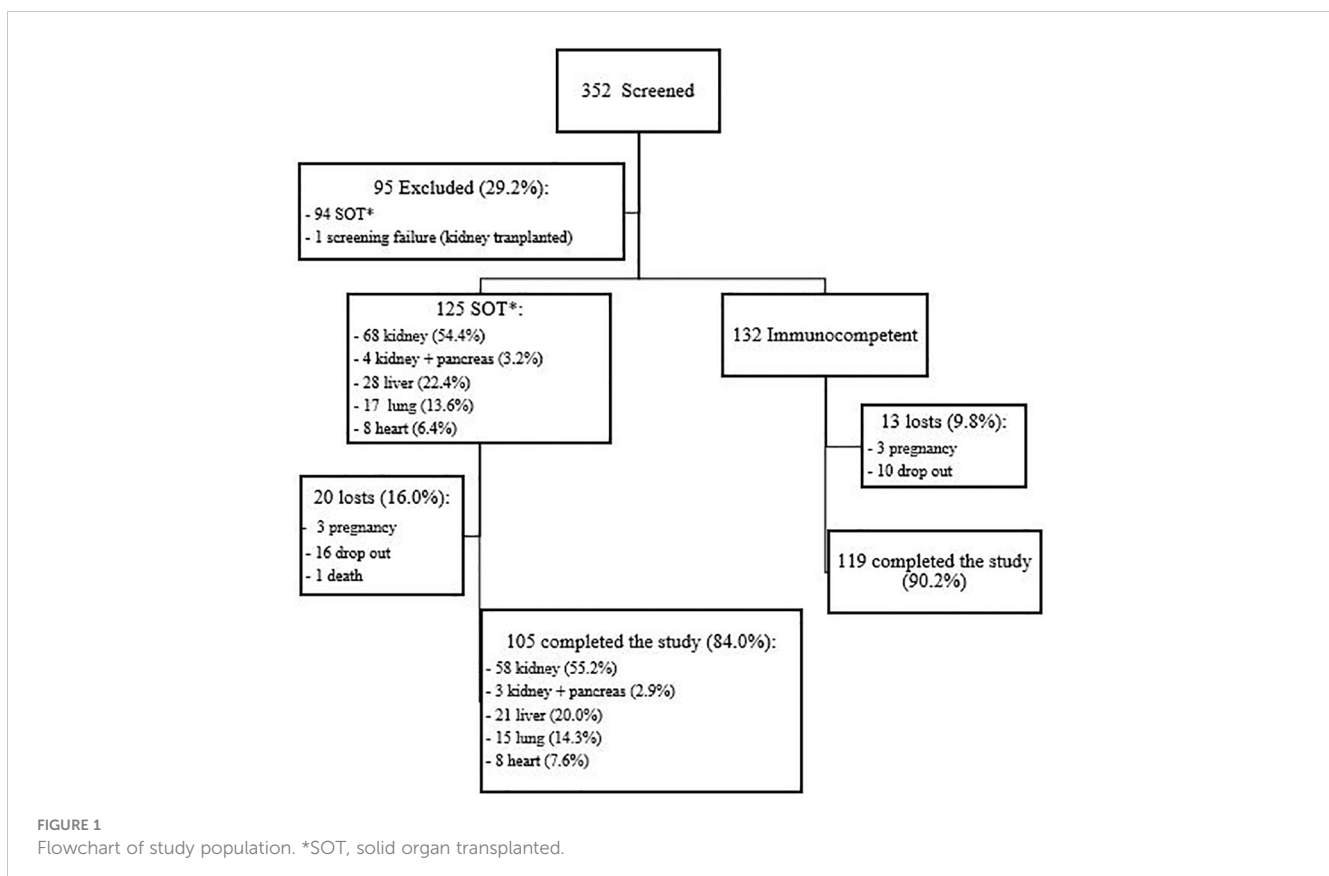 352 Screened
95 Excluded (29.2%):
- 94 SOT*
- 1 screening failure (kidney tranplanted)
125 SOT*:
- 68 kidney (54.4%)
- 4 kidney + pancreas (3.2%)
- 28 liver (22.4%)
- 17 lung (13.6%)
- 8 heart (6.4%)
132 Immunocompetent
13 losts (9.8%):
- 3 pregnancy
- 10 drop out
20 losts (16.0%):
- 3 pregnancy
- 16 drop out
- 1 death
119 completed the study
(90.2%)
105 completed the study (84.0%):
- 58 kidney (55.2%)
- 3 kidney + pancreas (2.9%)
- 21 liver (20.0%)
- 15 lung (14.3%)
- 8 heart (7.6%)
FIGURE 1
Flowchart of study population. *SOT, solid organ transplanted.